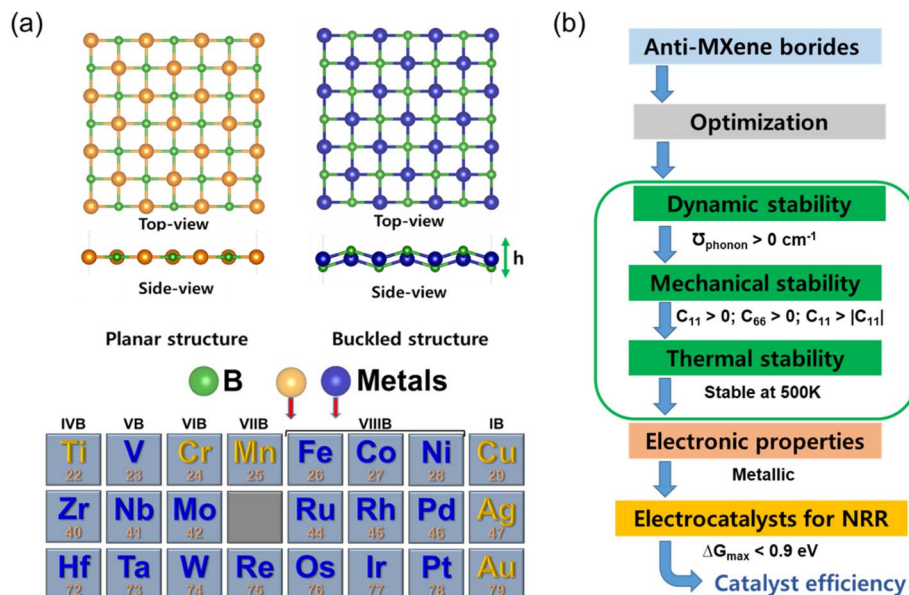 (a)
Top-view
Top-view
h
Side-view
Side-view
Planar structure
Buckled structure
B
Metals
IVB VB VIB VIIB VIIIB IB
Ti V Cr Mn Fe Co Ni Cu
22 23 24 25 26 27 28 29
Zr Nb Mo Ru Rh Pd Ag
40 41 42 44 45 46 47
Hf Ta W Re Os Ir Pt Au
72 73 74 75 76 77 78 79
(b)
Anti-MXene borides
Optimization
Dynamic stability
℧phonon > 0 cm⁻¹
Mechanical stability
C₁₁ > 0; C₆₆ > 0; C₁₁ > |C₁₁|
Thermal stability
Stable at 500K
Electronic properties
Metallic
Electrocatalysts for NRR
ΔGmax < 0.9 eV
Catalyst efficiency